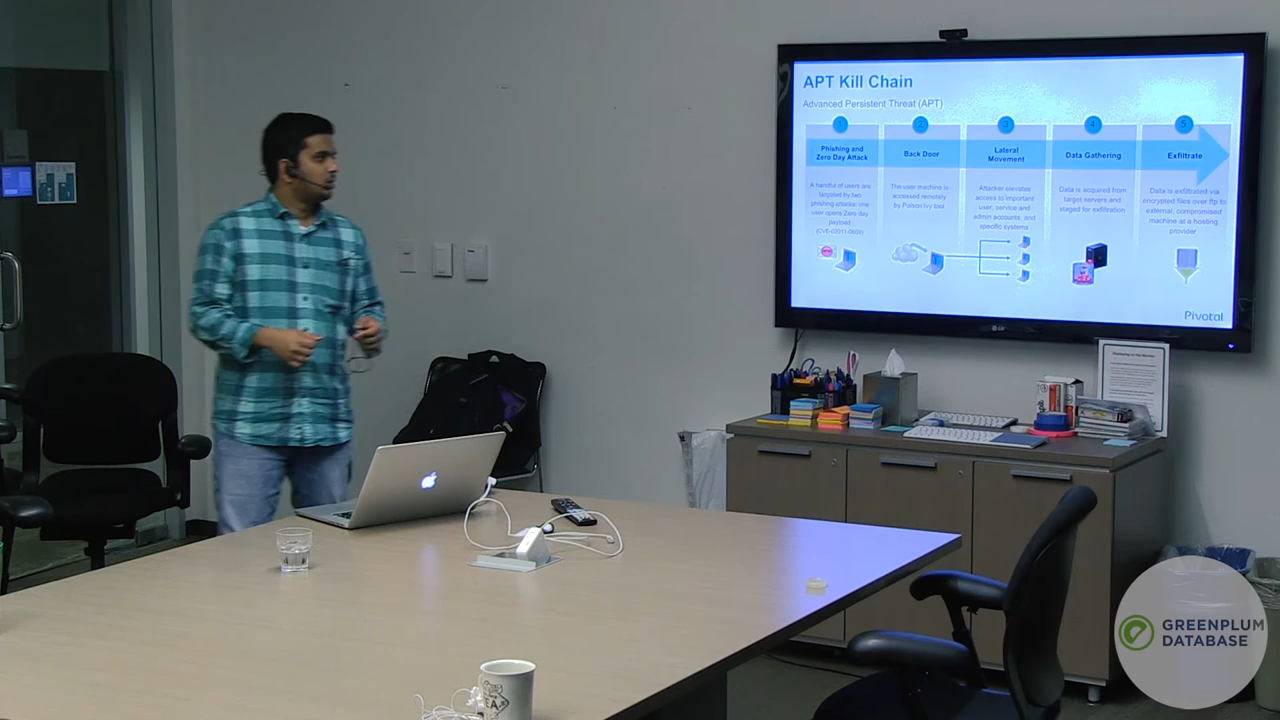 APT Kill Chain
Advanced Persistent Threat (APT)
1
2
3
4
5
Phishing and
Zero Day Attack
Back Door
Lateral
Movement
Data Gathering
Exfiltrate
A handful of users are
targeted by two
phishing attacks; one
user opens Zero day
payload
(CVE-02011-0609)
The user machine is
accessed remotely
by Poison Ivy tool
Attacker elevates
access to important
user, service and
admin accounts, and
specific systems
Data is acquired from
target servers and
staged for exfiltration
Data is exfiltrated via
encrypted files over ftp to
external, compromised
machine at a hosting
provider
Pivotal
LG
GREENPLUM
DATABASE